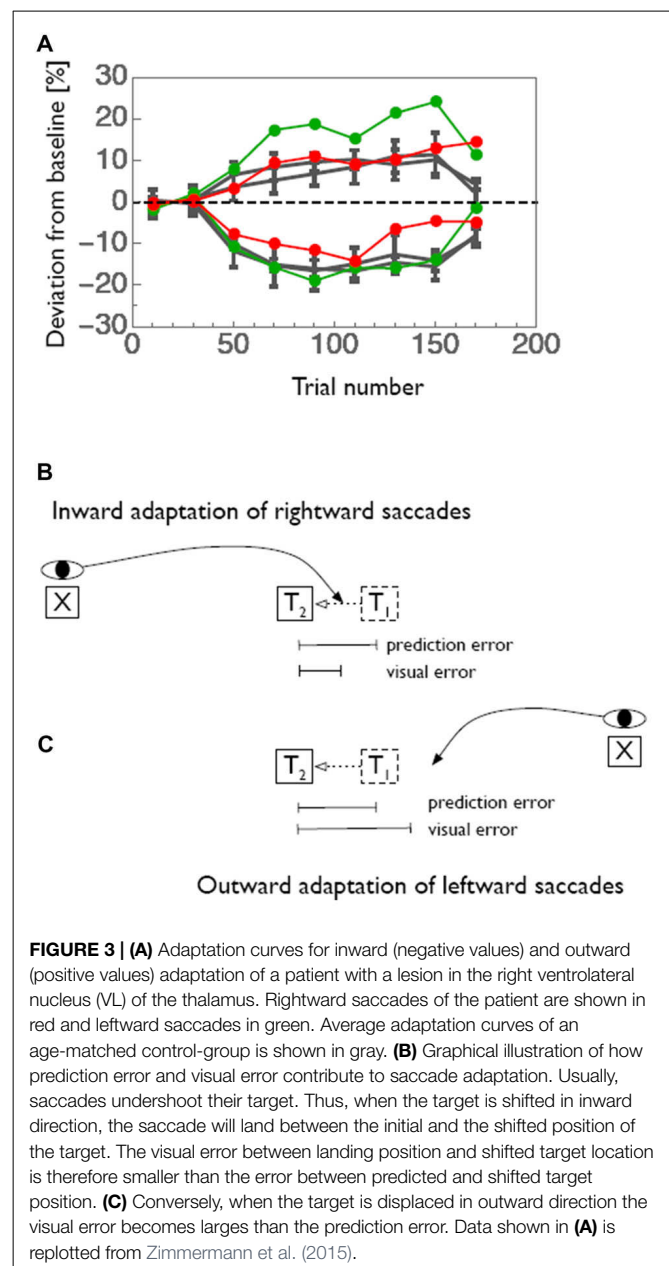 A
Deviation from baseline [%]
30
20
10
0
−10
−20
−30
0 50 100 150 200
Trial number
B
Inward adaptation of rightward saccades
X T2 T1
prediction error
visual error
C
X
T2 T1
prediction error
visual error
Outward adaptation of leftward saccades
FIGURE 3 | (A) Adaptation curves for inward (negative values) and outward
(positive values) adaptation of a patient with a lesion in the right ventrolateral
nucleus (VL) of the thalamus. Rightward saccades of the patient are shown in
red and leftward saccades in green. Average adaptation curves of an
age-matched control-group is shown in gray. (B) Graphical illustration of how
prediction error and visual error contribute to saccade adaptation. Usually,
saccades undershoot their target. Thus, when the target is shifted in inward
direction, the saccade will land between the initial and the shifted position of
the target. The visual error between landing position and shifted target location
is therefore smaller than the error between predicted and shifted target
position. (C) Conversely, when the target is displaced in outward direction the
visual error becomes larges than the prediction error. Data shown in (A) is
replotted from Zimmermann et al. (2015).